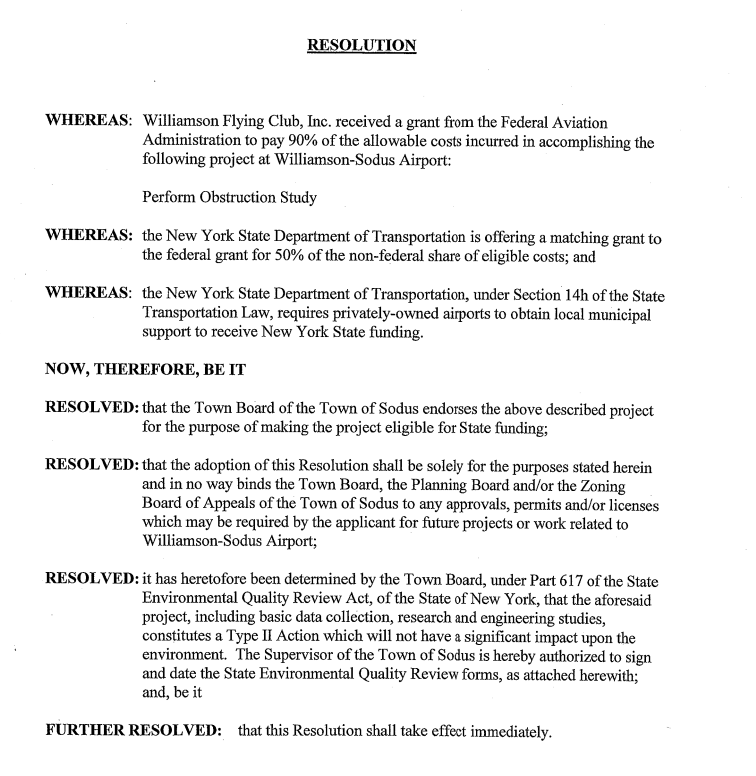 RESOLUTION
WHEREAS: Williamson Flying Club, Inc. received a grant from the Federal Aviation
Administration to pay 90% of the allowable costs incurred in accomplishing the
following project at Williamson-Sodus Airport:
Perform Obstruction Study
WHEREAS: the New York State Department of Transportation is offering a matching grant to
the federal grant for 50% of the non-federal share of eligible costs; and
WHEREAS: the New York State Department of Transportation, under Section 14h of the State
Transportation Law, requires privately-owned airports to obtain local municipal
support to receive New York State funding.
NOW, THEREFORE, BE IT
RESOLVED: that the Town Board of the Town of Sodus endorses the above described project
for the purpose of making the project eligible for State funding;
RESOLVED: that the adoption of this Resolution shall be solely for the purposes stated herein
and in no way binds the Town Board, the Planning Board and/or the Zoning
Board of Appeals of the Town of Sodus to any approvals, permits and/or licenses
which may be required by the applicant for future projects or work related to
Williamson-Sodus Airport;
RESOLVED: it has heretofore been determined by the Town Board, under Part 617 of the State
Environmental Quality Review Act, of the State of New York, that the aforesaid
project, including basic data collection, research and engineering studies,
constitutes a Type II Action which will not have a significant impact upon the
environment. The Supervisor of the Town of Sodus is hereby authorized to sign
and date the State Environmental Quality Review forms, as attached herewith;
and, be it
FURTHER RESOLVED: that this Resolution shall take effect immediately.